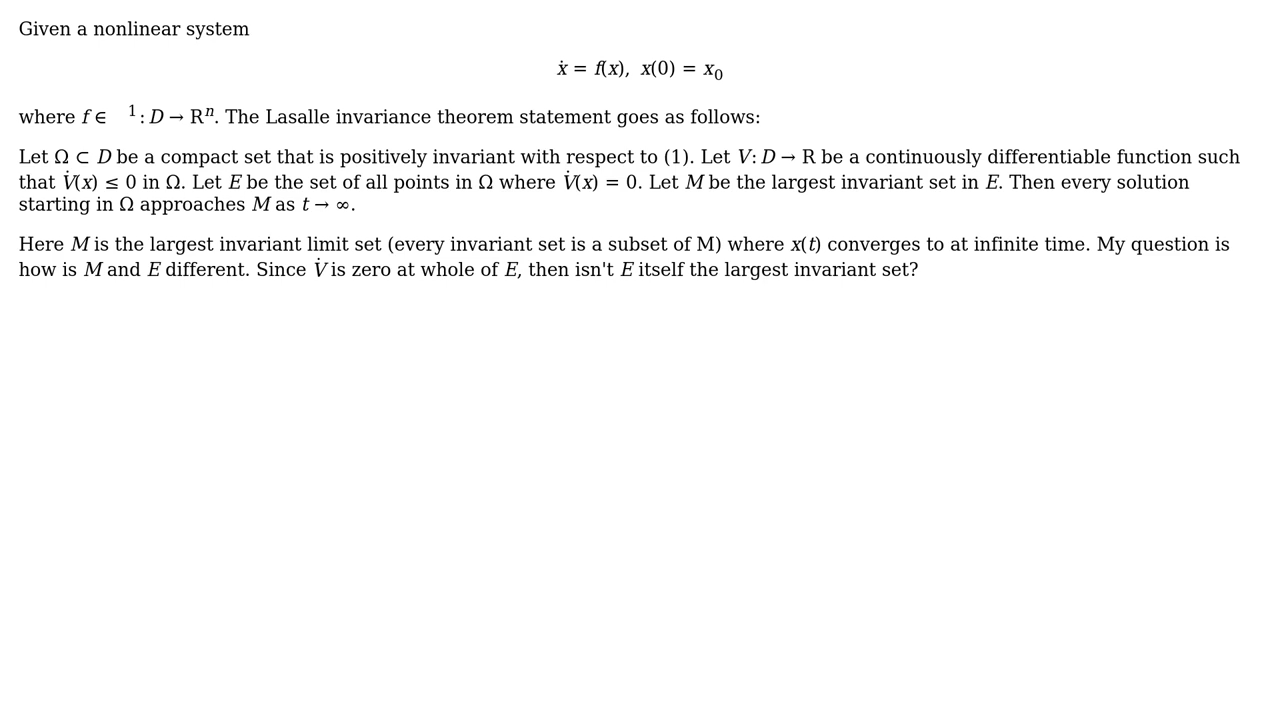 Given a nonlinear system
ẋ = f(x), x(0) = x₀
where f ∈ ¹ : D → Rⁿ. The Lasalle invariance theorem statement goes as follows:
Let Ω ⊂ D be a compact set that is positively invariant with respect to (1). Let V : D → R be a continuously differentiable function such
that V̇(x) ≤ 0 in Ω. Let E be the set of all points in Ω where V̇(x) = 0. Let M be the largest invariant set in E. Then every solution
starting in Ω approaches M as t → ∞.
Here M is the largest invariant limit set (every invariant set is a subset of M) where x(t) converges to at infinite time. My question is
how is M and E different. Since V̇ is zero at whole of E, then isn't E itself the largest invariant set?